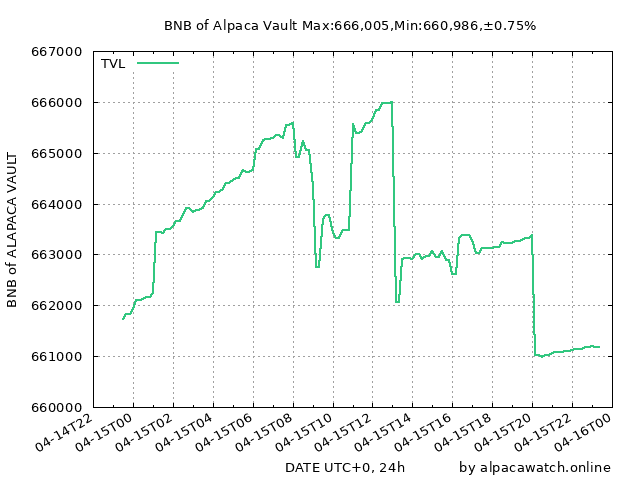 BNB of Alpaca Vault Max:666,005,Min:660,986,±0.75%
TVL
BNB of ALAPACA VAULT
667000
666000
665000
664000
663000
662000
661000
660000
04-14T22
04-15T00
04-15T02
04-15T04
04-15T06
04-15T08
04-15T10
04-15T12
04-15T14
04-15T16
04-15T18
04-15T20
04-15T22
04-16T00
DATE UTC+0, 24h
by alpacawatch.online